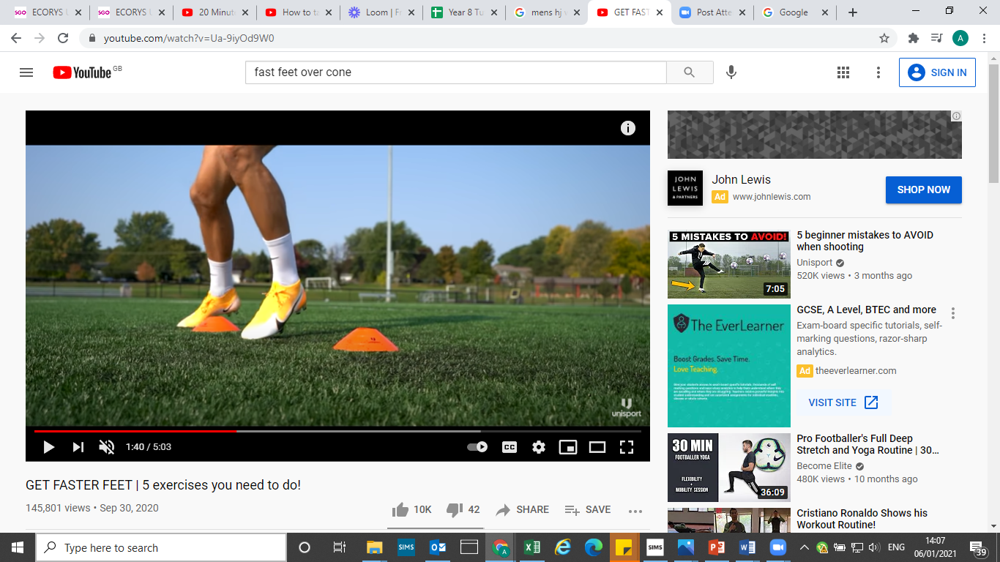 ECORYS U
ECORYS U
20 Minut
How to ta
Loom | Fr
Year 8 Tu
mens hj v
GET FAST
Post Atte
Google
youtube.com/watch?v=Ua-9iyOd9W0
A
YouTube GB
fast feet over cone
SIGN IN
unisport
1:40 / 5:03
CC
GET FASTER FEET | 5 exercises you need to do!
145,801 views • Sep 30, 2020
10K
42
SHARE
SAVE
JOHN
LEWIS
& PARTNERS
John Lewis
Ad www.johnlewis.com
SHOP NOW
5 MISTAKES TO AVOID!
7:05
5 beginner mistakes to AVOID
when shooting
Unisport
520K views • 3 months ago
The EverLearner
Boost Grades. Save Time.
Love Teaching.
GCSE, A Level, BTEC and more
Exam-board specific tutorials, self-
marking questions, razor-sharp
analytics.
Ad theeverlearner.com
VISIT SITE
30 MIN
FOOTBALLER YOGA
FLEXIBILITY
+
MOBILITY SESSION
36:09
Pro Footballer's Full Deep
Stretch and Yoga Routine | 30...
Become Elite
480K views • 10 months ago
Cristiano Ronaldo Shows his
Workout Routine!
Type here to search
SIMS
SIMS
ENG
14:07
06/01/2021
39